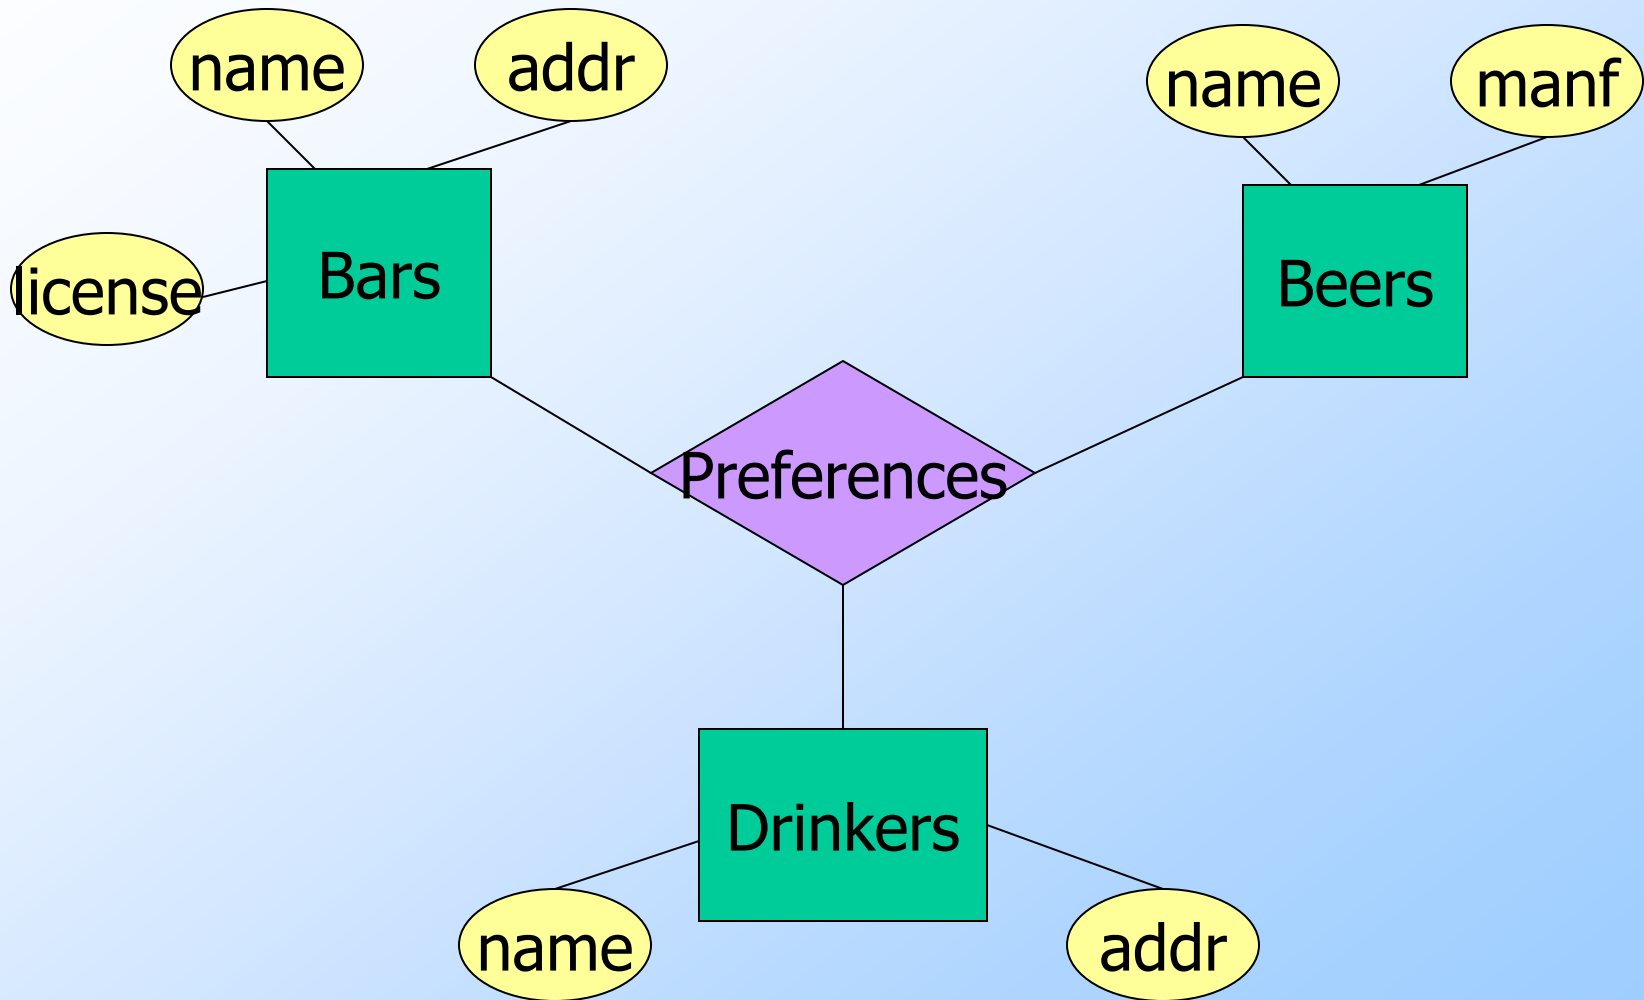 name
addr
name
manf
license
Bars
Beers
Preferences
Drinkers
name
addr